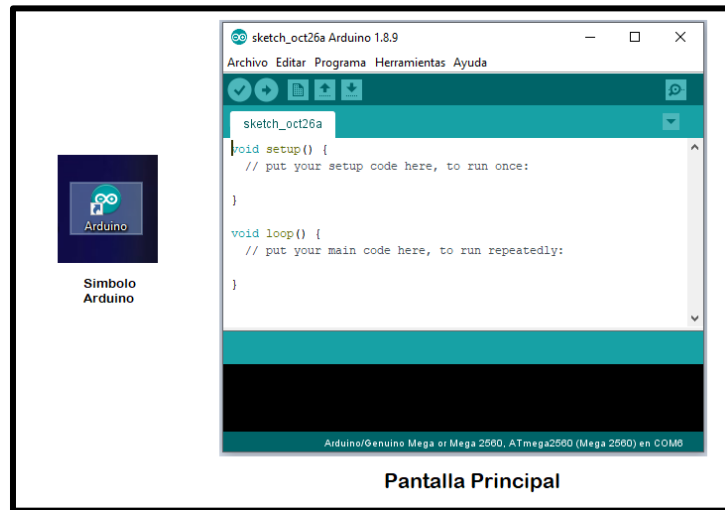 sketch_oct26a Arduino 1.8.9
Archivo Editar Programa Herramientas Ayuda
sketch_oct26a
void setup() {
// put your setup code here, to run once:
}
void loop() {
// put your main code here, to run repeatedly:
}
Arduino/Genuino Mega or Mega 2560, ATmega2560 (Mega 2560) en COM6
Arduino
Simbolo
Arduino
Pantalla Principal